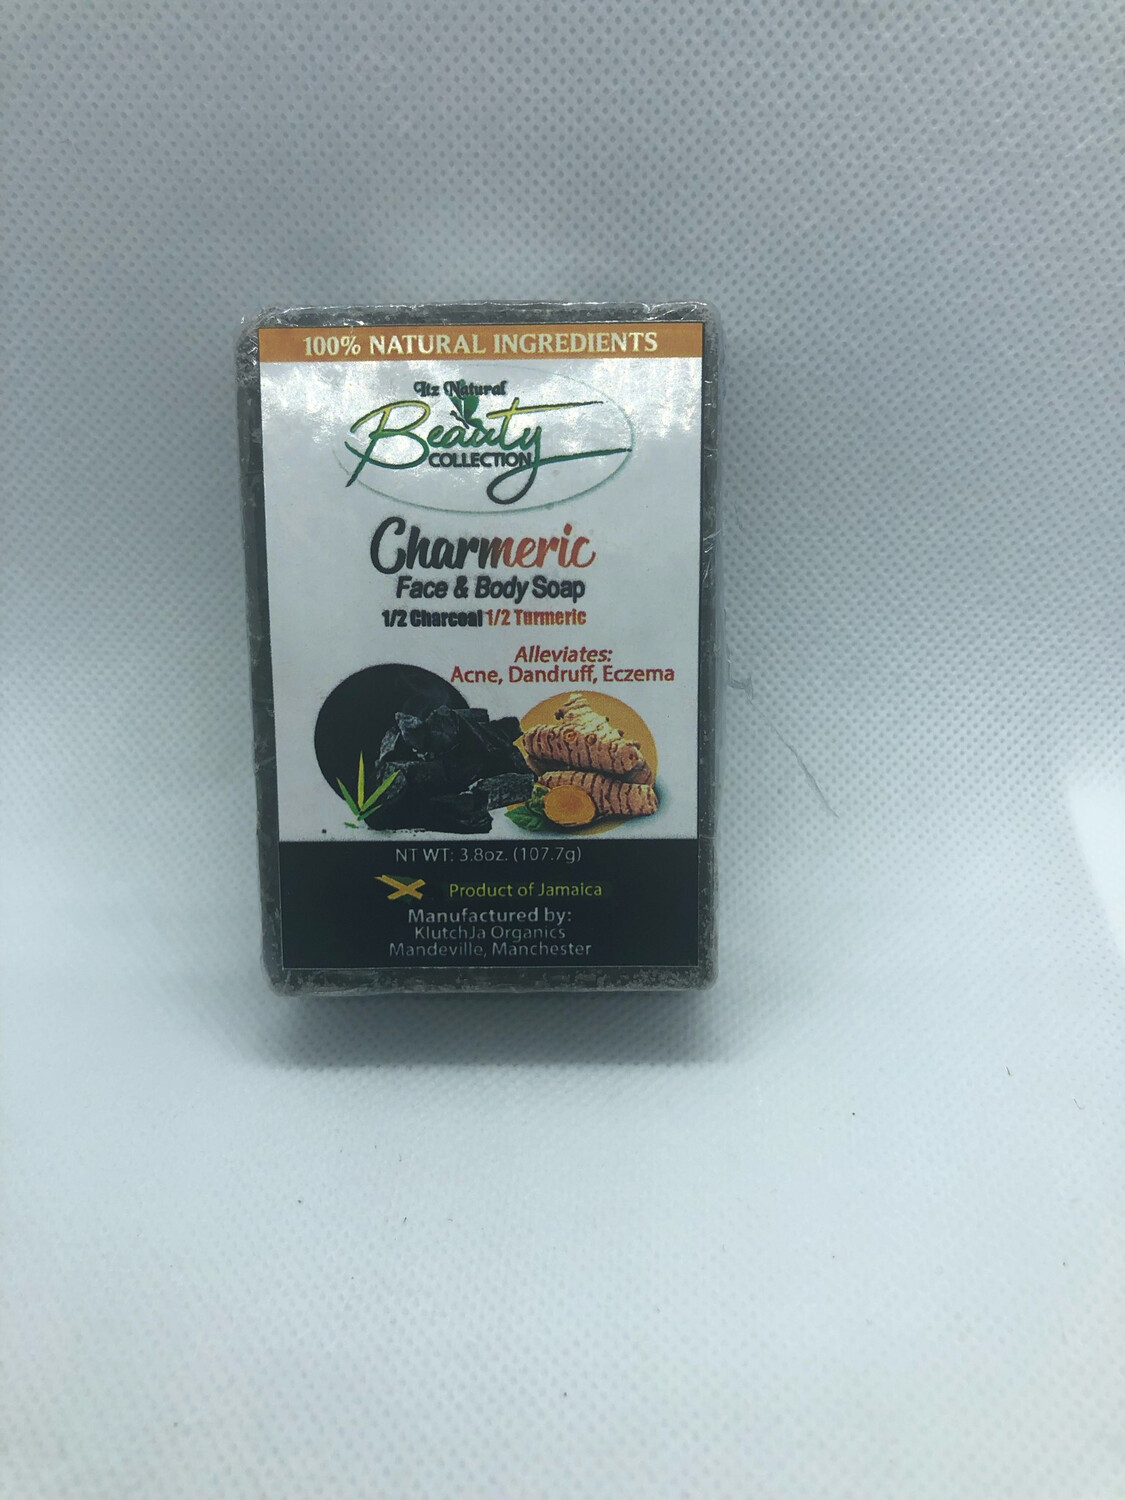 100% NATURAL INGREDIENTS
Itz Natural
Beauty
COLLECTION
Charmeric
Face & Body Soap
1/2 Charcoal 1/2 Turmeric
Alleviates:
Acne, Dandruff, Eczema
NT WT: 3.8oz. (107.7g)
Product of Jamaica
Manufactured by:
KlutchJa Organics
Mandeville, Manchester